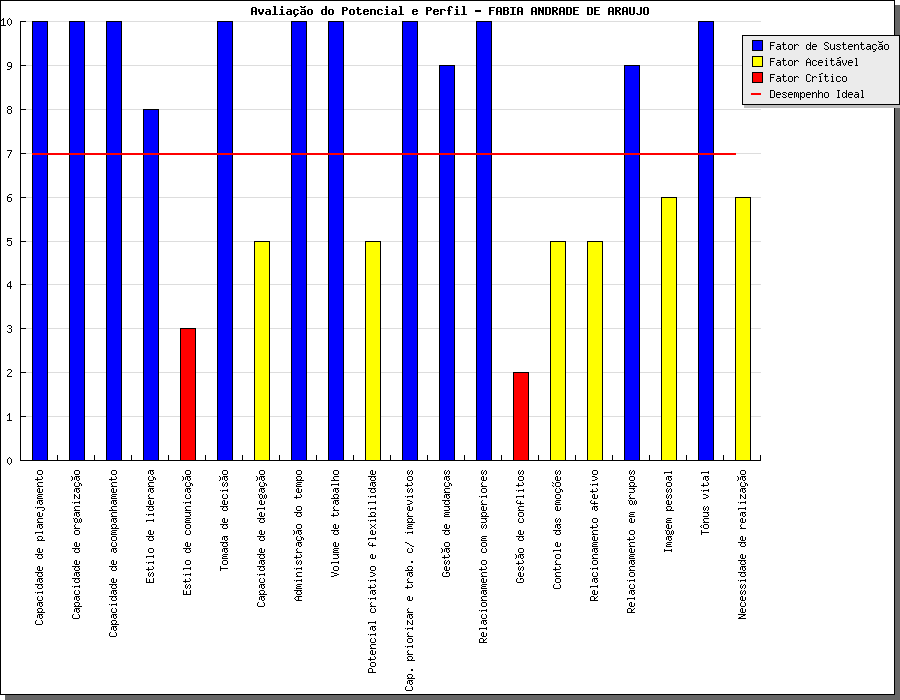 Avaliação do Potencial e Perfil - FABIA ANDRADE DE ARAUJO
Fator de Sustentação
Fator Aceitável
Fator Crítico
Desempenho Ideal
10
9
8
7
6
5
4
3
2
1
0
Capacidade de planejamento
Capacidade de organização
Capacidade de acompanhamento
Estilo de liderança
Estilo de comunicação
Tomada de decisão
Capacidade de delegação
Administração do tempo
Volume de trabalho
Potencial criativo e flexibilidade
Cap. priorizar e trab. c/ imprevistos
Gestão de mudanças
Relacionamento com superiores
Gestão de conflitos
Controle das emoções
Relacionamento afetivo
Relacionamento em grupos
Imagem pessoal
Tônus vital
Necessidade de realização